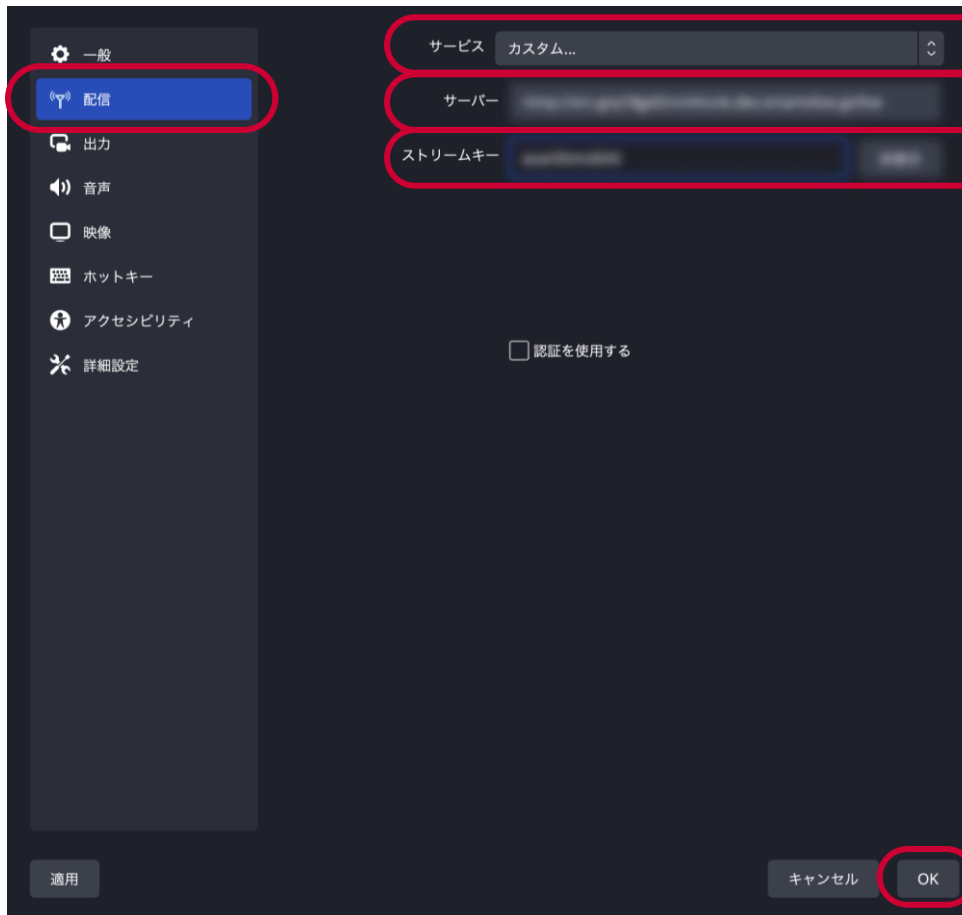 一般
配信
出力
音声
映像
ホットキー
アクセシビリティ
詳細設定
サービス カスタム...
サーバー
ストリームキー
認証を使用する
適用 キャンセル OK